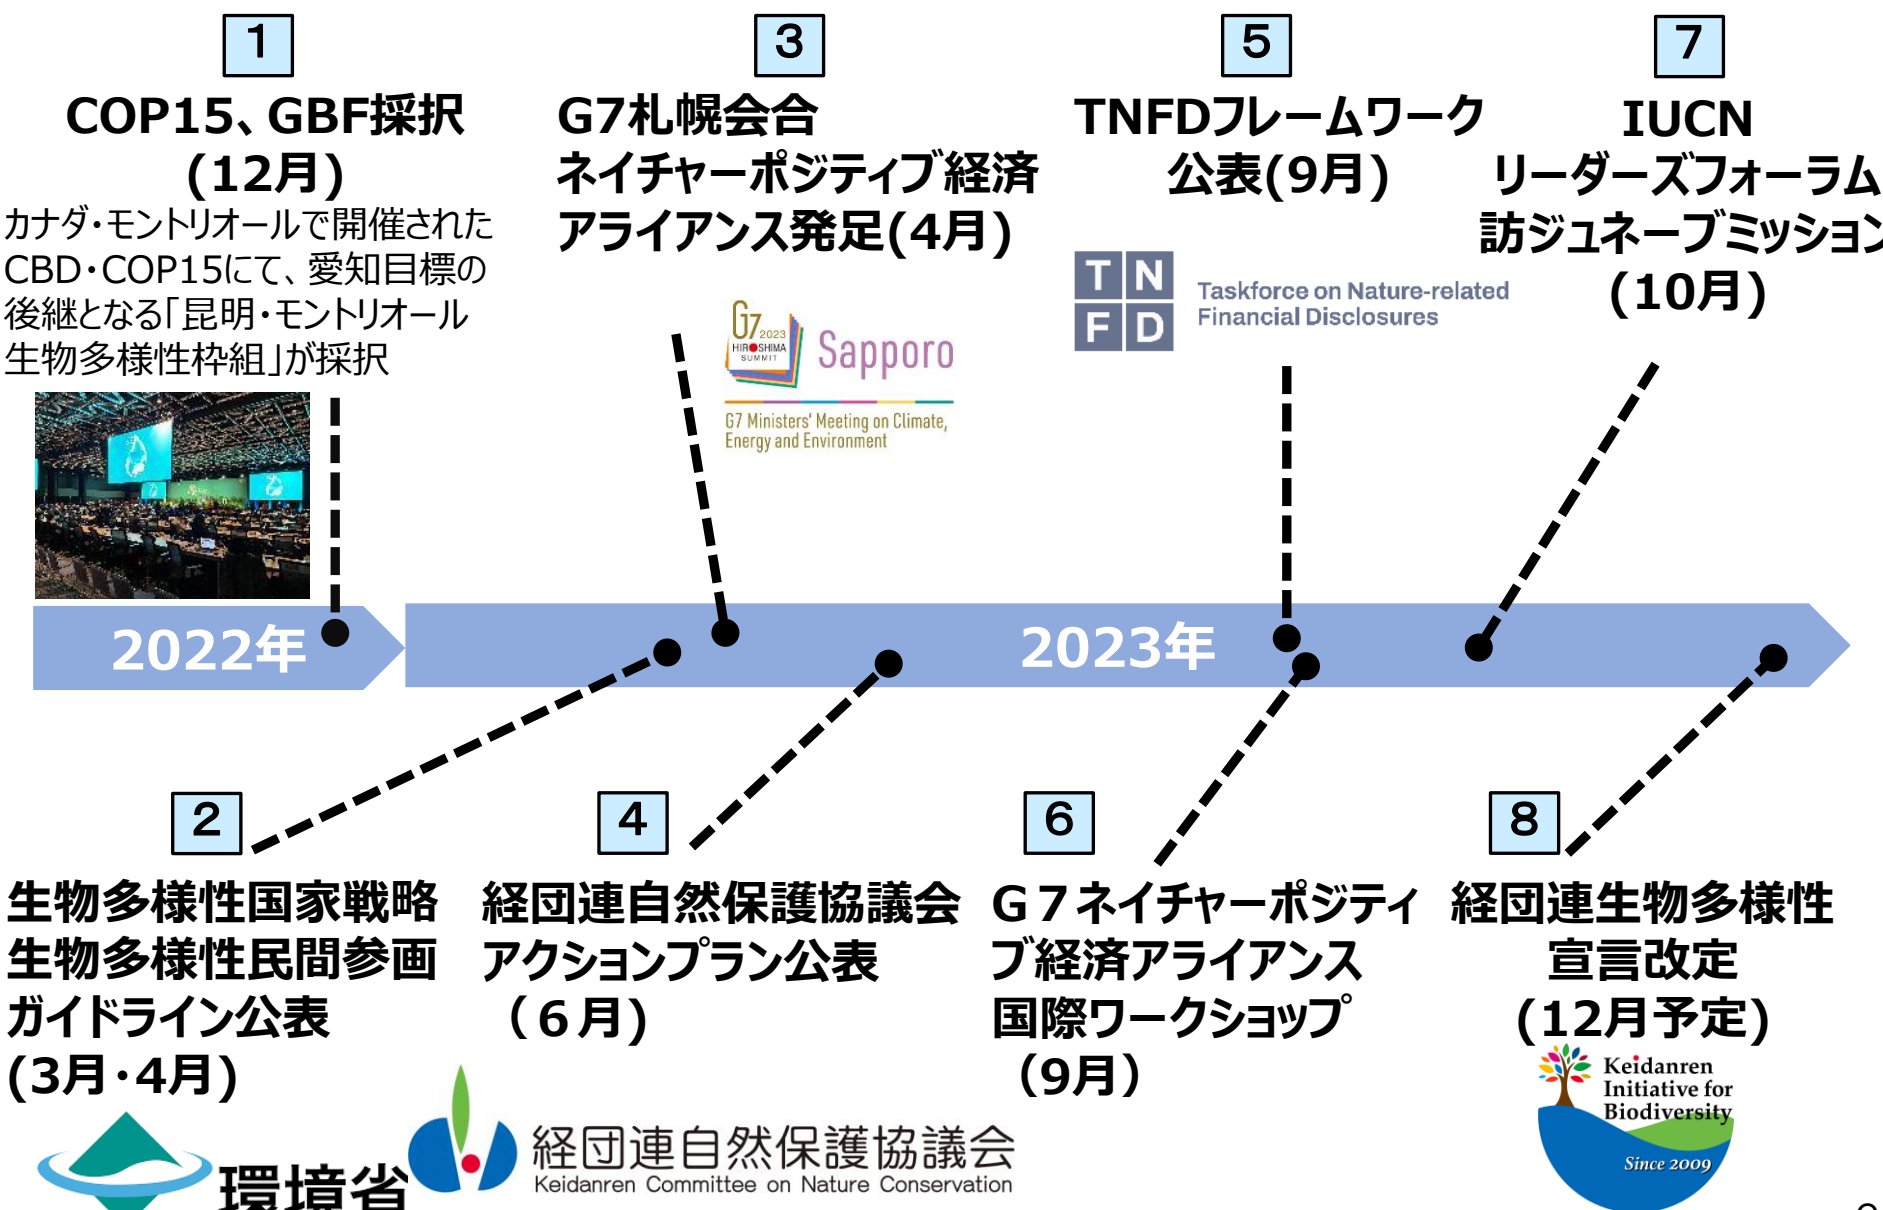 1
COP15、GBF採択
(12月)
カナダ・モントリオールで開催された
CBD・COP15にて、愛知目標の
後継となる「昆明・モントリオール
生物多様性枠組」が採択
3
G7札幌会合
ネイチャーポジティブ経済
アライアンス発足(4月)
G7 2023
HIROSHIMA
SUMMIT
Sapporo
G7 Ministers' Meeting on Climate,
Energy and Environment
5
TNFDフレームワーク
公表(9月)
TN
FD
Taskforce on Nature-related
Financial Disclosures
7
IUCN
リーダーズフォーラム
訪ジュネーブミッション
(10月)
2022年
2023年
2
生物多様性国家戦略
生物多様性民間参画
ガイドライン公表
(3月・4月)
環境省
4
経団連自然保護協議会
アクションプラン公表
（６月)
経団連自然保護協議会
Keidanren Committee on Nature Conservation
6
G７ネイチャーポジティ
ブ経済アライアンス
国際ワークショップ
（9月）
8
経団連生物多様性
宣言改定
(12月予定)
Keidanren
Initiative for
Biodiversity
Since 2009